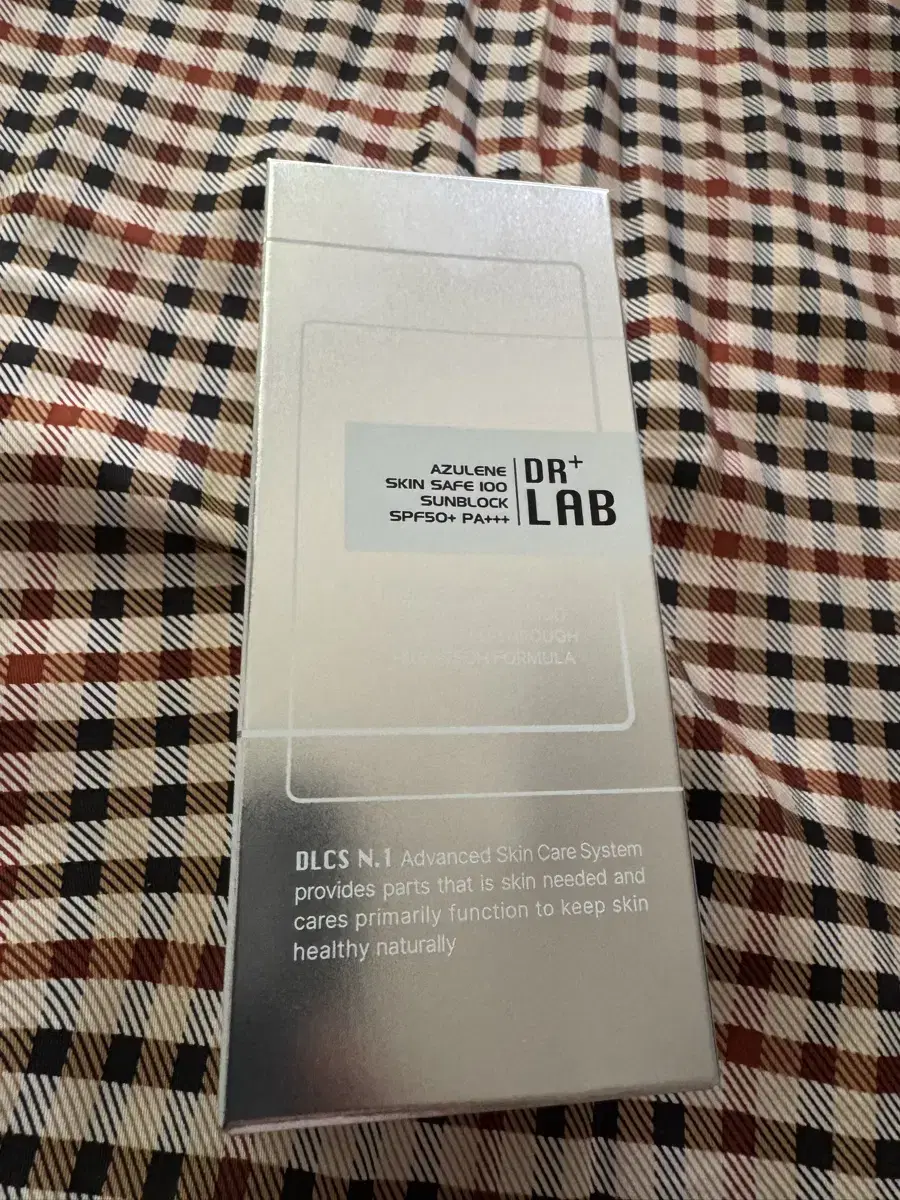 AZULENE
SKIN SAFE 100
SUNBLOCK
SPF50+ PA+++
DR+
LAB
FORMULA
DLCS N.1 Advanced Skin Care System
provides parts that is skin needed and
cares primarily function to keep skin
healthy naturally